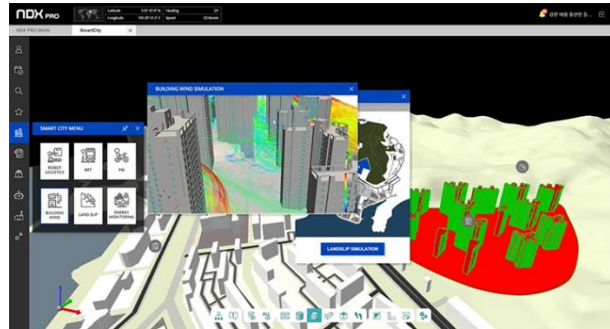 NDX PRO
Latitude
Heading
Longitude
Speed
NDX PRO MAIN
SmartCity
BUILDING WIND SIMULATION
SMART CITY MENU
ROBOT
LOGISTICS
BRT
PM
BUILDING
WIND
LAND SLIP
ENERGY
MONITORING
LANDSLIP SIMULATION